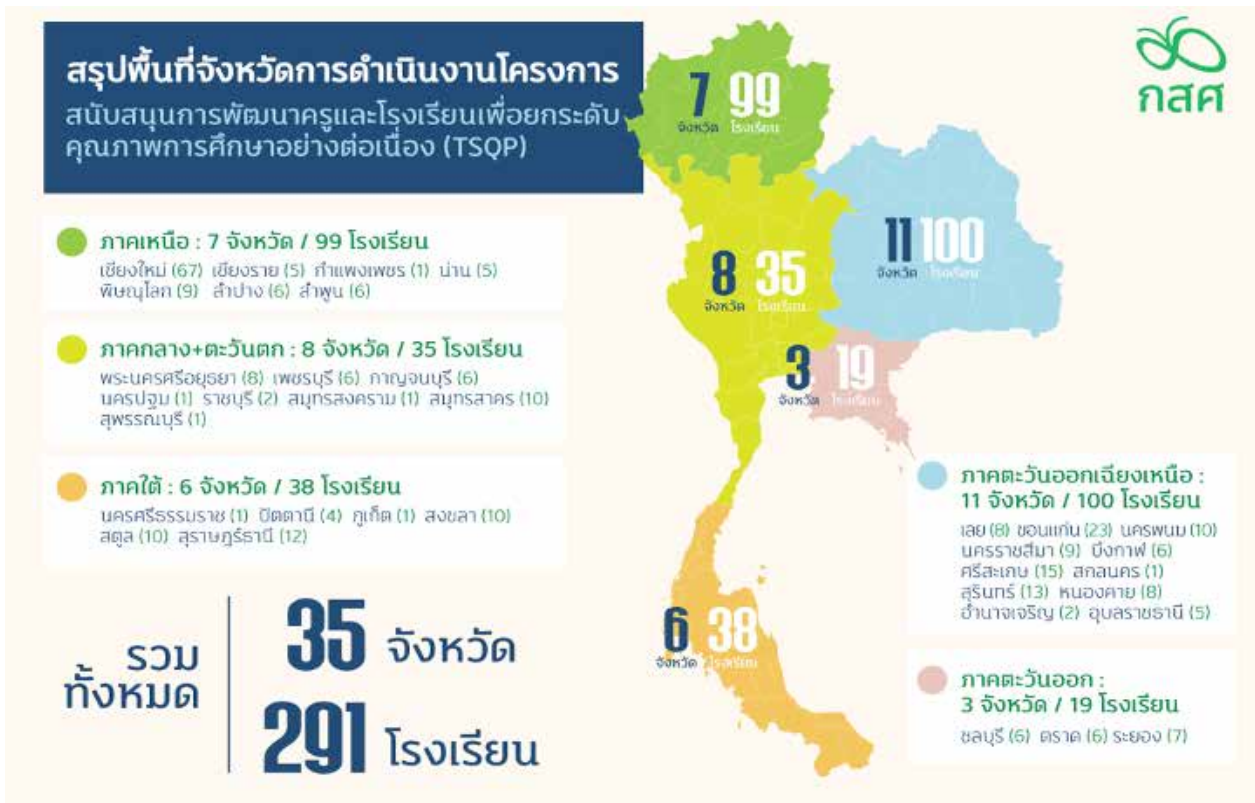 สรุปพื้นที่จังหวัดการดำเนินงานโครงการ
สนับสนุนการพัฒนาครูและโรงเรียนเพื่อยกระดับ
คุณภาพการศึกษาอย่างต่อเนื่อง (TSQP)
กสศ
7 99
จังหวัด โรงเรียน
11 100
จังหวัด โรงเรียน
8 35
จังหวัด โรงเรียน
3 19
จังหวัด โรงเรียน
6 38
จังหวัด โรงเรียน
ภาคเหนือ : 7 จังหวัด / 99 โรงเรียน
เชียงใหม่ (67) เชียงราย (5) กำแพงเพชร (1) น่าน (5)
พิษณุโลก (9) ลำปาง (6) ลำพูน (6)
ภาคกลาง+ตะวันตก : 8 จังหวัด / 35 โรงเรียน
พระนครศรีอยุธยา (8) เพชรบุรี (6) กาญจนบุรี (6)
นครปฐม (1) ราชบุรี (2) สมุทรสงคราม (1) สมุทรสาคร (10)
สุพรรณบุรี (1)
ภาคใต้ : 6 จังหวัด / 38 โรงเรียน
นครศรีธรรมราช (1) ปัตตานี (4) ภูเก็ต (1) สงขลา (10)
สตูล (10) สุราษฎร์ธานี (12)
ภาคตะวันออกเฉียงเหนือ :
11 จังหวัด / 100 โรงเรียน
เลย (8) ขอนแก่น (23) นครพนม (10)
นครราชสีมา (9) บึงกาฬ (6)
ศรีสะเกษ (15) สกลนคร (1)
สุรินทร์ (13) หนองคาย (8)
อำนาจเจริญ (2) อุบลราชธานี (5)
ภาคตะวันออก :
3 จังหวัด / 19 โรงเรียน
ชลบุรี (6) ตราด (6) ระยอง (7)
รวม
ทั้งหมด
35 จังหวัด
291 โรงเรียน